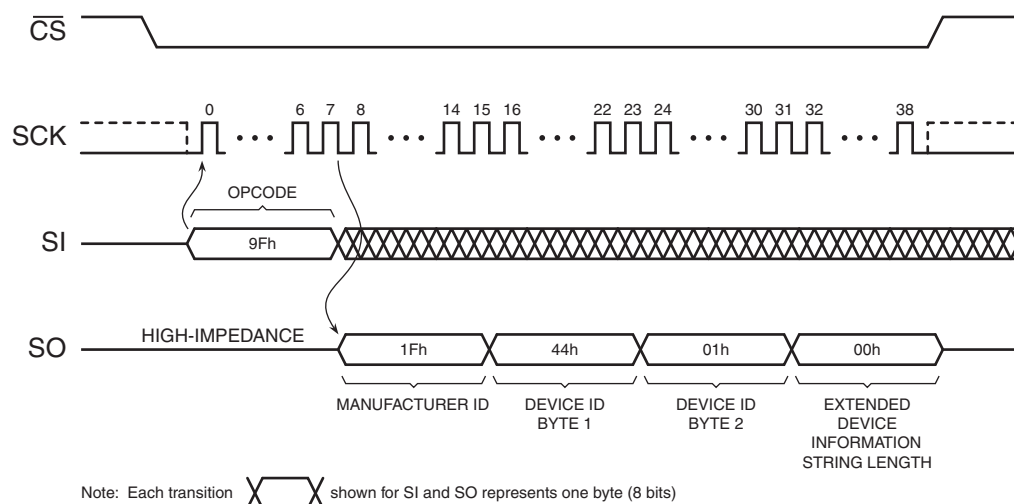 CS
SCK
0 6 7 8 14 15 16 22 23 24 30 31 32 38
OPCODE
SI
9Fh
SO
HIGH-IMPEDANCE
1Fh 44h 01h 00h
MANUFACTURER ID
DEVICE ID
BYTE 1
DEVICE ID
BYTE 2
EXTENDED
DEVICE
INFORMATION
STRING LENGTH
Note: Each transition shown for SI and SO represents one byte (8 bits)